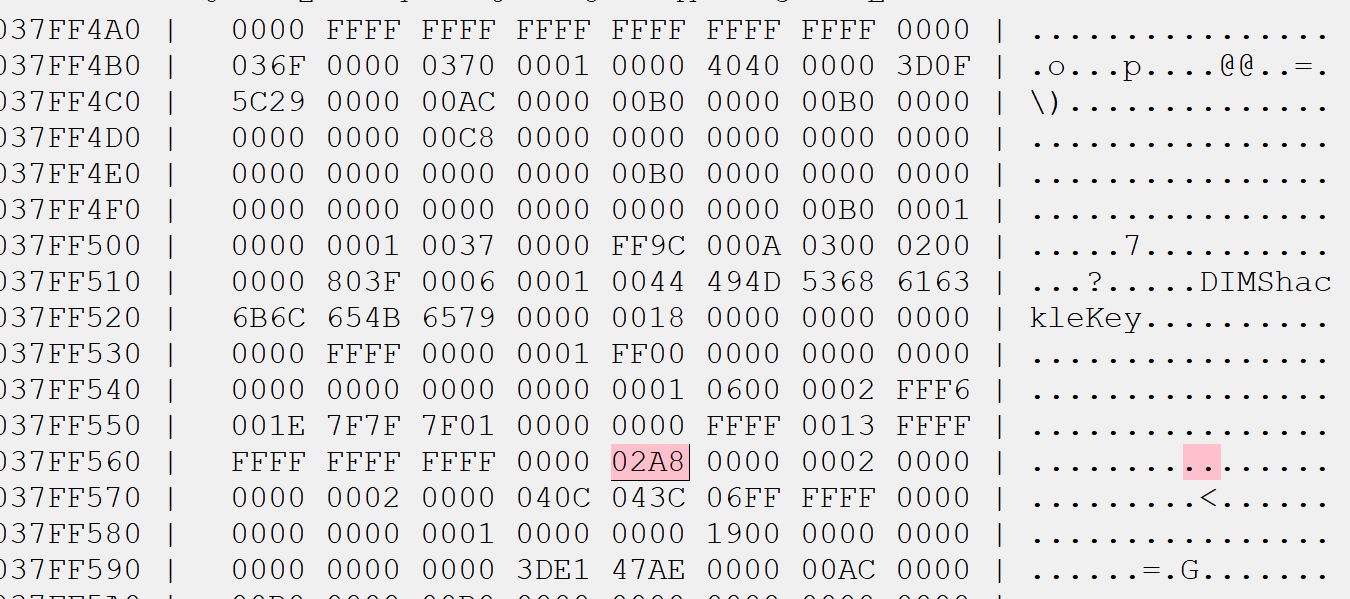 037FF4A0 | 0000 FFFF FFFF FFFF FFFF FFFF FFFF 0000 | ................
037FF4B0 | 036F 0000 0370 0001 0000 4040 0000 3D0F | .o...p....@@..=.
037FF4C0 | 5C29 0000 00AC 0000 00B0 0000 00B0 0000 | \)..............
037FF4D0 | 0000 0000 00C8 0000 0000 0000 0000 0000 | ................
037FF4E0 | 0000 0000 0000 0000 00B0 0000 0000 0000 | ................
037FF4F0 | 0000 0000 0000 0000 0000 0000 00B0 0001 | ................
037FF500 | 0000 0001 0037 0000 FF9C 000A 0300 0200 | .....7..........
037FF510 | 0000 803F 0006 0001 0044 494D 5368 6163 | ...?.....DIMShac
037FF520 | 6B6C 654B 6579 0000 0018 0000 0000 0000 | kleKey..........
037FF530 | 0000 FFFF 0000 0001 FF00 0000 0000 0000 | ................
037FF540 | 0000 0000 0000 0000 0001 0600 0002 FFF6 | ................
037FF550 | 001E 7F7F 7F01 0000 0000 FFFF 0013 FFFF | ................
037FF560 | FFFF FFFF FFFF 0000 02A8 0000 0002 0000 | ................
037FF570 | 0000 0002 0000 040C 043C 06FF FFFF 0000 | .........<......
037FF580 | 0000 0000 0001 0000 0000 1900 0000 0000 | ................
037FF590 | 0000 0000 0000 3DE1 47AE 0000 00AC 0000 | ......=.G.......